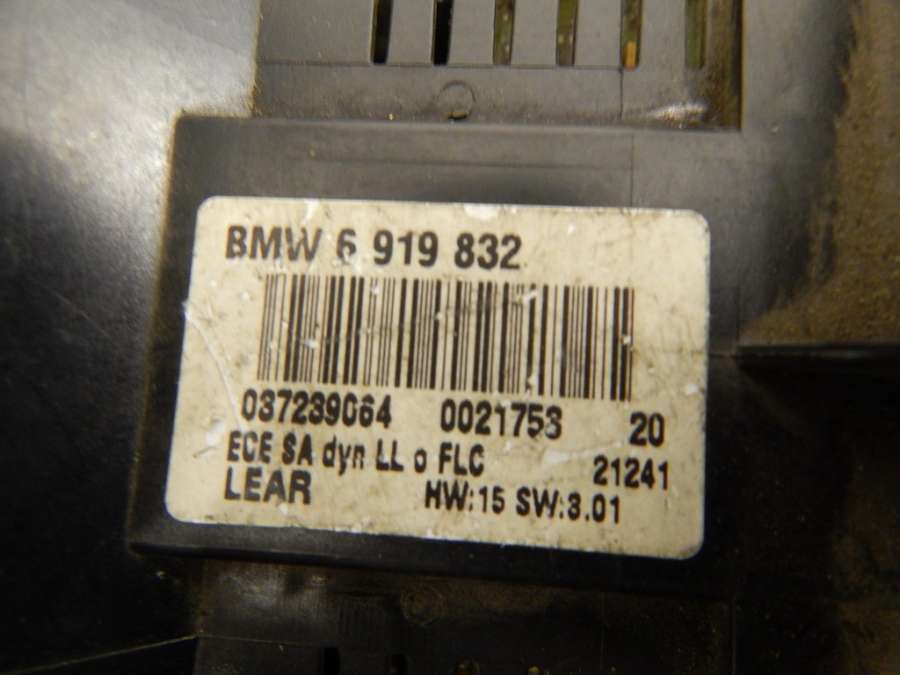 BMW 6 919 832
037239064 0021753 20
ECE SA dyn LL o FLC 21241
LEAR HW:15 SW:3.01